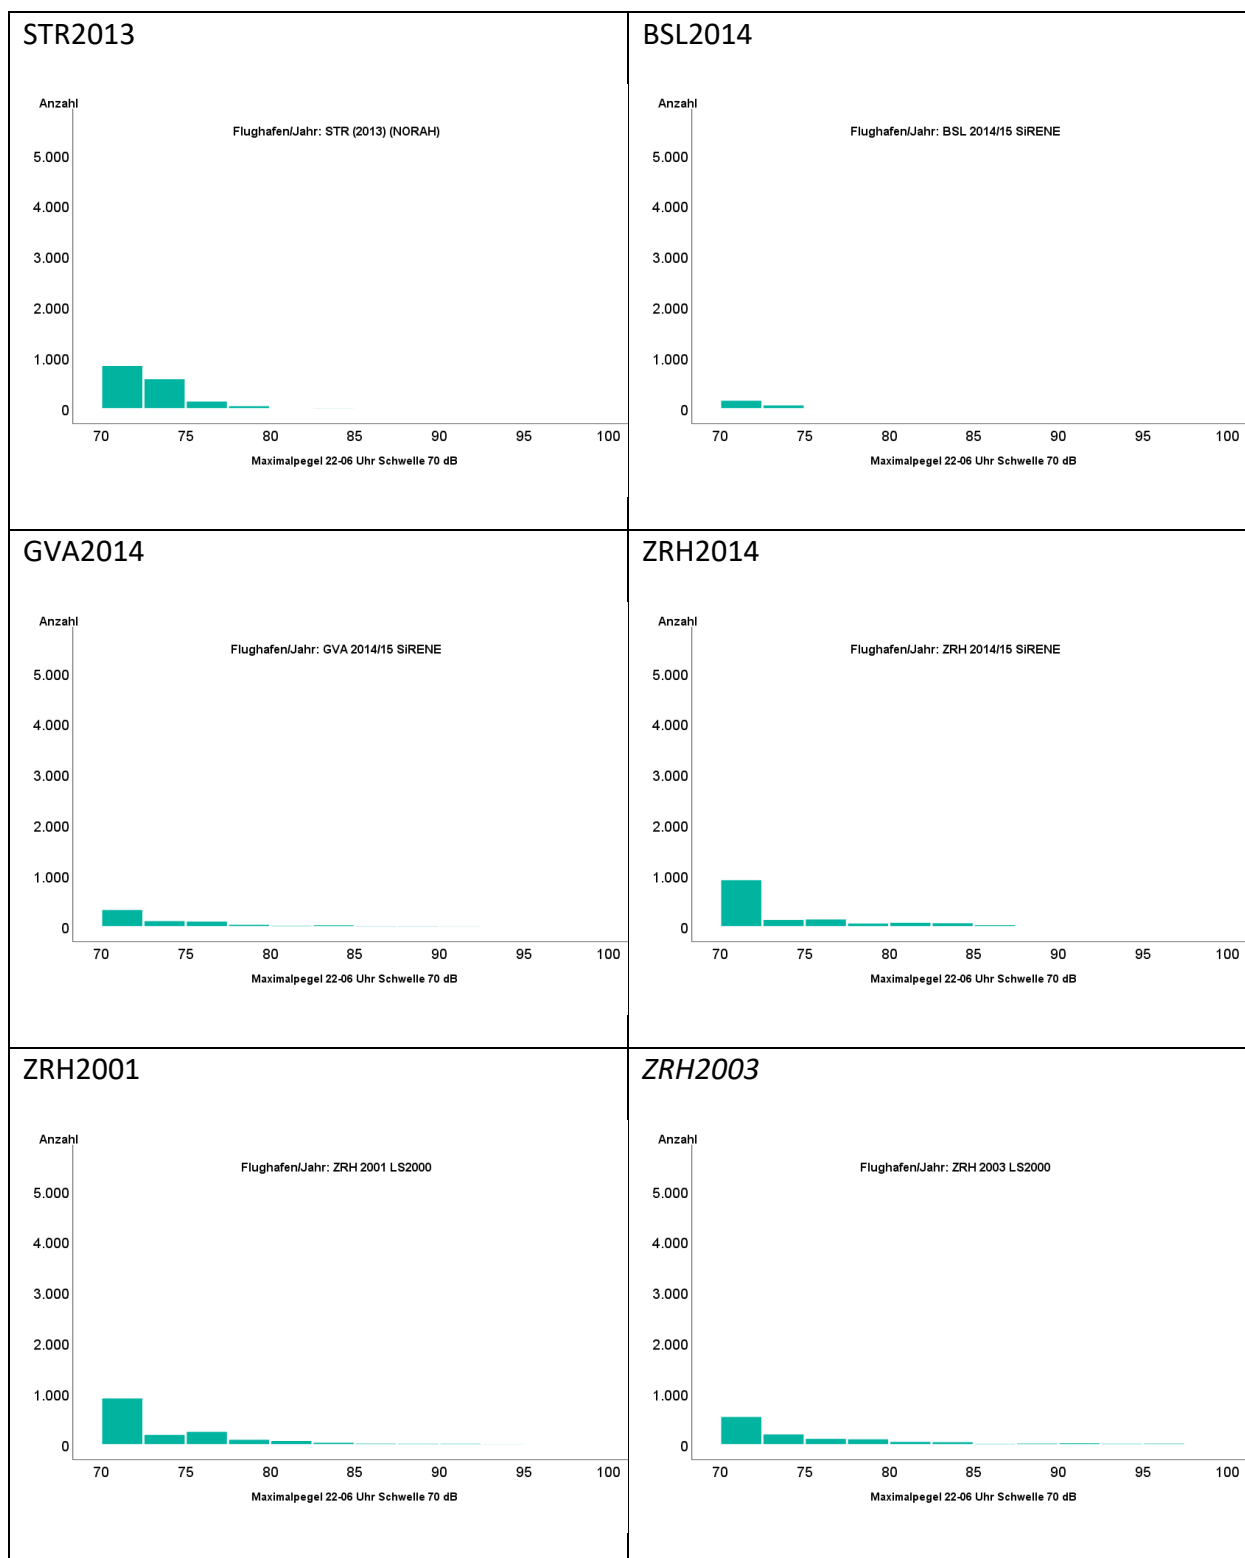 STR2013
Anzahl
Flughafen/Jahr: STR (2013) (NORAH)
5.000
4.000
3.000
2.000
1.000
0
70 75 80 85 90 95 100
Maximalpegel 22-06 Uhr Schwelle 70 dB
BSL2014
Anzahl
Flughafen/Jahr: BSL 2014/15 SiRENE
5.000
4.000
3.000
2.000
1.000
0
70 75 80 85 90 95 100
Maximalpegel 22-06 Uhr Schwelle 70 dB
GVA2014
Anzahl
Flughafen/Jahr: GVA 2014/15 SiRENE
5.000
4.000
3.000
2.000
1.000
0
70 75 80 85 90 95 100
Maximalpegel 22-06 Uhr Schwelle 70 dB
ZRH2014
Anzahl
Flughafen/Jahr: ZRH 2014/15 SiRENE
5.000
4.000
3.000
2.000
1.000
0
70 75 80 85 90 95 100
Maximalpegel 22-06 Uhr Schwelle 70 dB
ZRH2001
Anzahl
Flughafen/Jahr: ZRH 2001 LS2000
5.000
4.000
3.000
2.000
1.000
0
70 75 80 85 90 95 100
Maximalpegel 22-06 Uhr Schwelle 70 dB
ZRH2003
Anzahl
Flughafen/Jahr: ZRH 2003 LS2000
5.000
4.000
3.000
2.000
1.000
0
70 75 80 85 90 95 100
Maximalpegel 22-06 Uhr Schwelle 70 dB